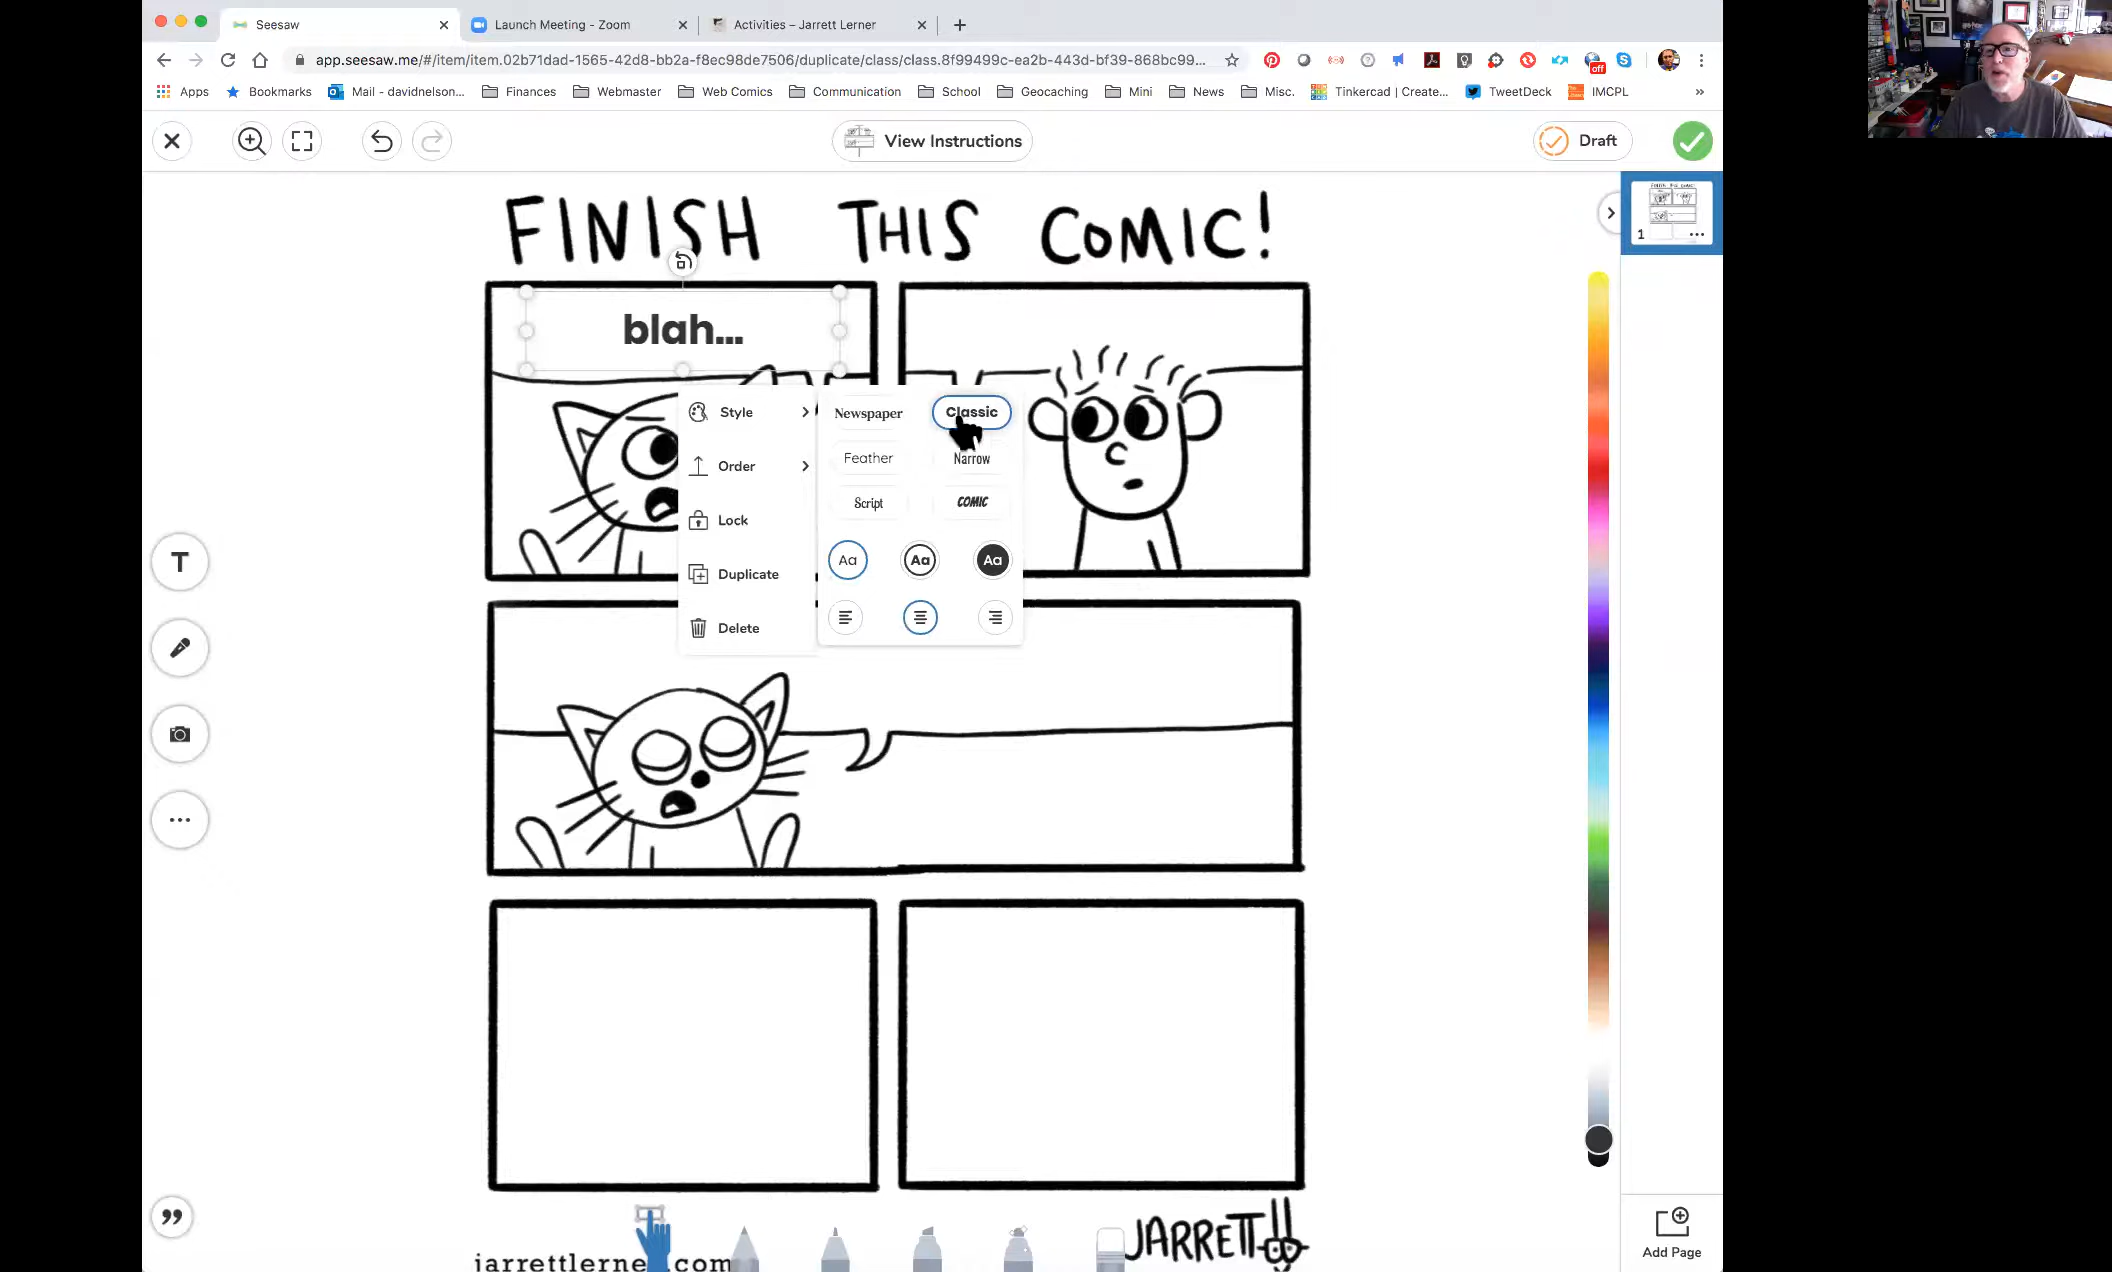 Seesaw
Launch Meeting - Zoom
Activities – Jarrett Lerner
app.seesaw.me/#/item/item.02b71dad-1565-42d8-bb2a-f8ec98de7506/duplicate/class/class.8f99499c-ea2b-443d-bf39-868bc99...
off
Apps
Bookmarks
Mail - davidnelson...
Finances
Webmaster
Web Comics
Communication
School
Geocaching
Mini
News
Misc.
Tinkercad | Create...
TweetDeck
IMCPL
»
View Instructions
Draft
FINISH THIS COMIC!
1
blah...
Style
Newspaper
Classic
Order
Feather
Narrow
Script
COMIC
Lock
Duplicate
Aa
Aa
Aa
Delete
T
jarrettlerne .com
JARRETT
Add Page